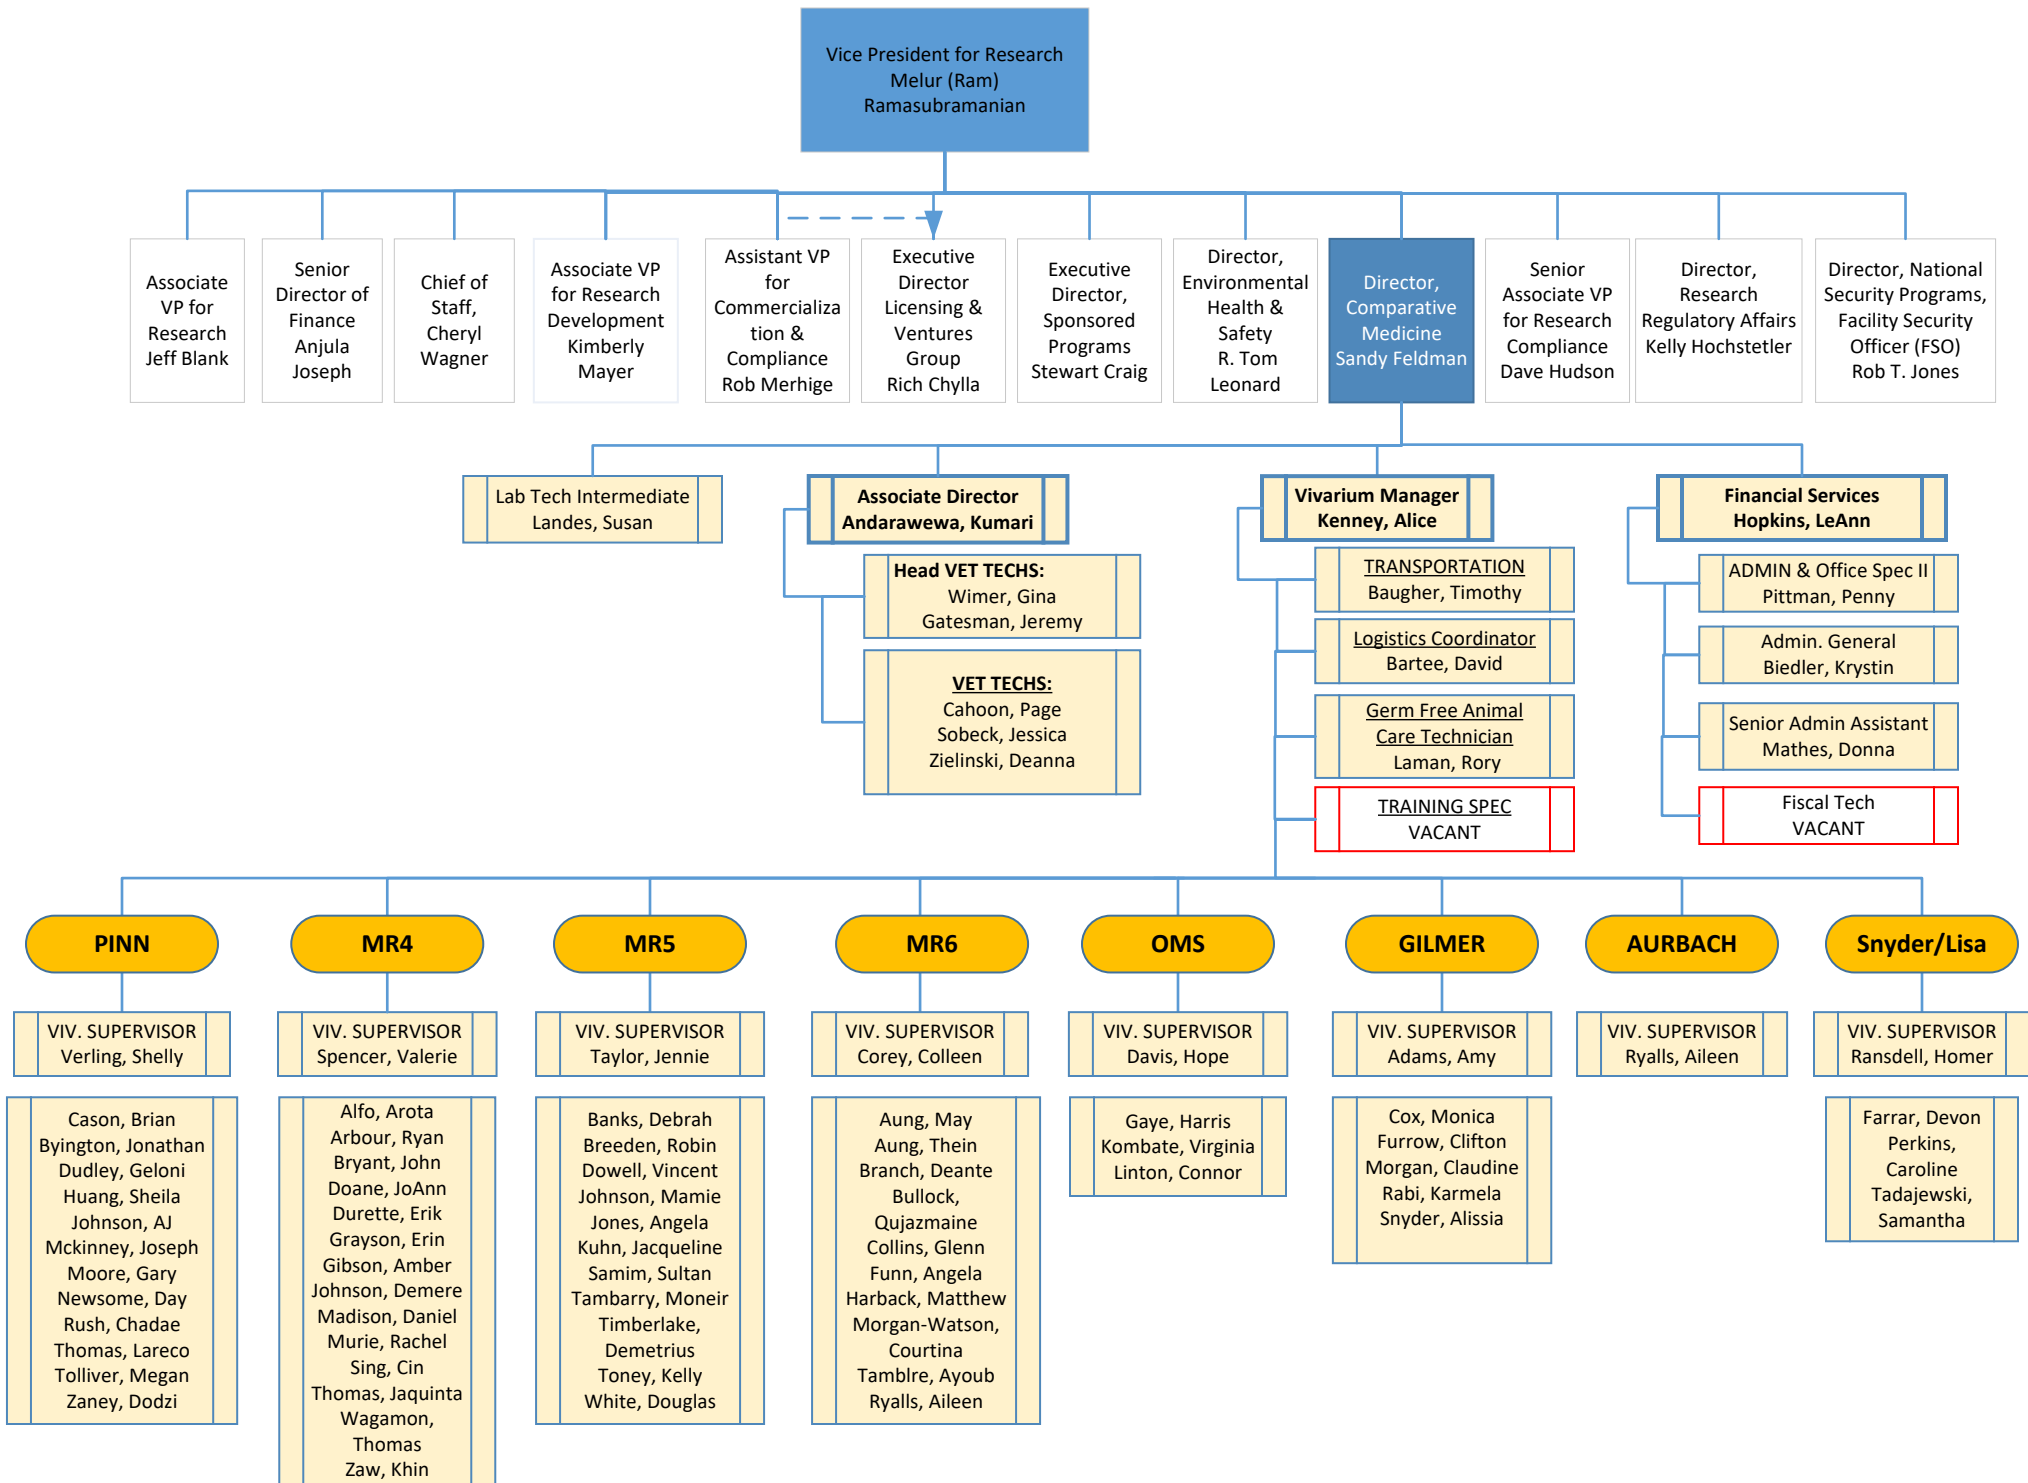 Vice President for Research
Melur (Ram)
Ramasubramanian
Associate
VP for
Research
Jeff Blank
Senior
Director of
Finance
Anjula
Joseph
Chief of
Staff,
Cheryl
Wagner
Associate VP
for Research
Development
Kimberly
Mayer
Assistant VP
for
Commercializa
tion &
Compliance
Rob Merhige
Executive
Director
Licensing &
Ventures
Group
Rich Chylla
Executive
Director,
Sponsored
Programs
Stewart Craig
Director,
Environmental
Health &
Safety
R. Tom
Leonard
Director,
Comparative
Medicine
Sandy Feldman
Senior
Associate VP
for Research
Compliance
Dave Hudson
Director,
Research
Regulatory Affairs
Kelly Hochstetler
Director, National
Security Programs,
Facility Security
Officer (FSO)
Rob T. Jones
Lab Tech Intermediate
Landes, Susan
Associate Director
Andarawewa, Kumari
Head VET TECHS:
Wimer, Gina
Gatesman, Jeremy
VET TECHS:
Cahoon, Page
Sobeck, Jessica
Zielinski, Deanna
Vivarium Manager
Kenney, Alice
TRANSPORTATION
Baugher, Timothy
Logistics Coordinator
Bartee, David
Germ Free Animal
Care Technician
Laman, Rory
TRAINING SPEC
VACANT
Financial Services
Hopkins, LeAnn
ADMIN & Office Spec II
Pittman, Penny
Admin. General
Biedler, Krystin
Senior Admin Assistant
Mathes, Donna
Fiscal Tech
VACANT
PINN
VIV. SUPERVISOR
Verling, Shelly
Cason, Brian
Byington, Jonathan
Dudley, Geloni
Huang, Sheila
Johnson, AJ
Mckinney, Joseph
Moore, Gary
Newsome, Day
Rush, Chadae
Thomas, Lareco
Tolliver, Megan
Zaney, Dodzi
MR4
VIV. SUPERVISOR
Spencer, Valerie
Alfo, Arota
Arbour, Ryan
Bryant, John
Doane, JoAnn
Durette, Erik
Grayson, Erin
Gibson, Amber
Johnson, Demere
Madison, Daniel
Murie, Rachel
Sing, Cin
Thomas, Jaquinta
Wagamon,
Thomas
Zaw, Khin
MR5
VIV. SUPERVISOR
Taylor, Jennie
Banks, Debrah
Breeden, Robin
Dowell, Vincent
Johnson, Mamie
Jones, Angela
Kuhn, Jacqueline
Samim, Sultan
Tambarry, Moneir
Timberlake,
Demetrius
Toney, Kelly
White, Douglas
MR6
VIV. SUPERVISOR
Corey, Colleen
Aung, May
Aung, Thein
Branch, Deante
Bullock,
Qujazmaine
Collins, Glenn
Funn, Angela
Harback, Matthew
Morgan-Watson,
Courtina
Tamblre, Ayoub
Ryalls, Aileen
OMS
VIV. SUPERVISOR
Davis, Hope
Gaye, Harris
Kombate, Virginia
Linton, Connor
GILMER
VIV. SUPERVISOR
Adams, Amy
Cox, Monica
Furrow, Clifton
Morgan, Claudine
Rabi, Karmela
Snyder, Alissia
AURBACH
VIV. SUPERVISOR
Ryalls, Aileen
Snyder/Lisa
VIV. SUPERVISOR
Ransdell, Homer
Farrar, Devon
Perkins,
Caroline
Tadajewski,
Samantha